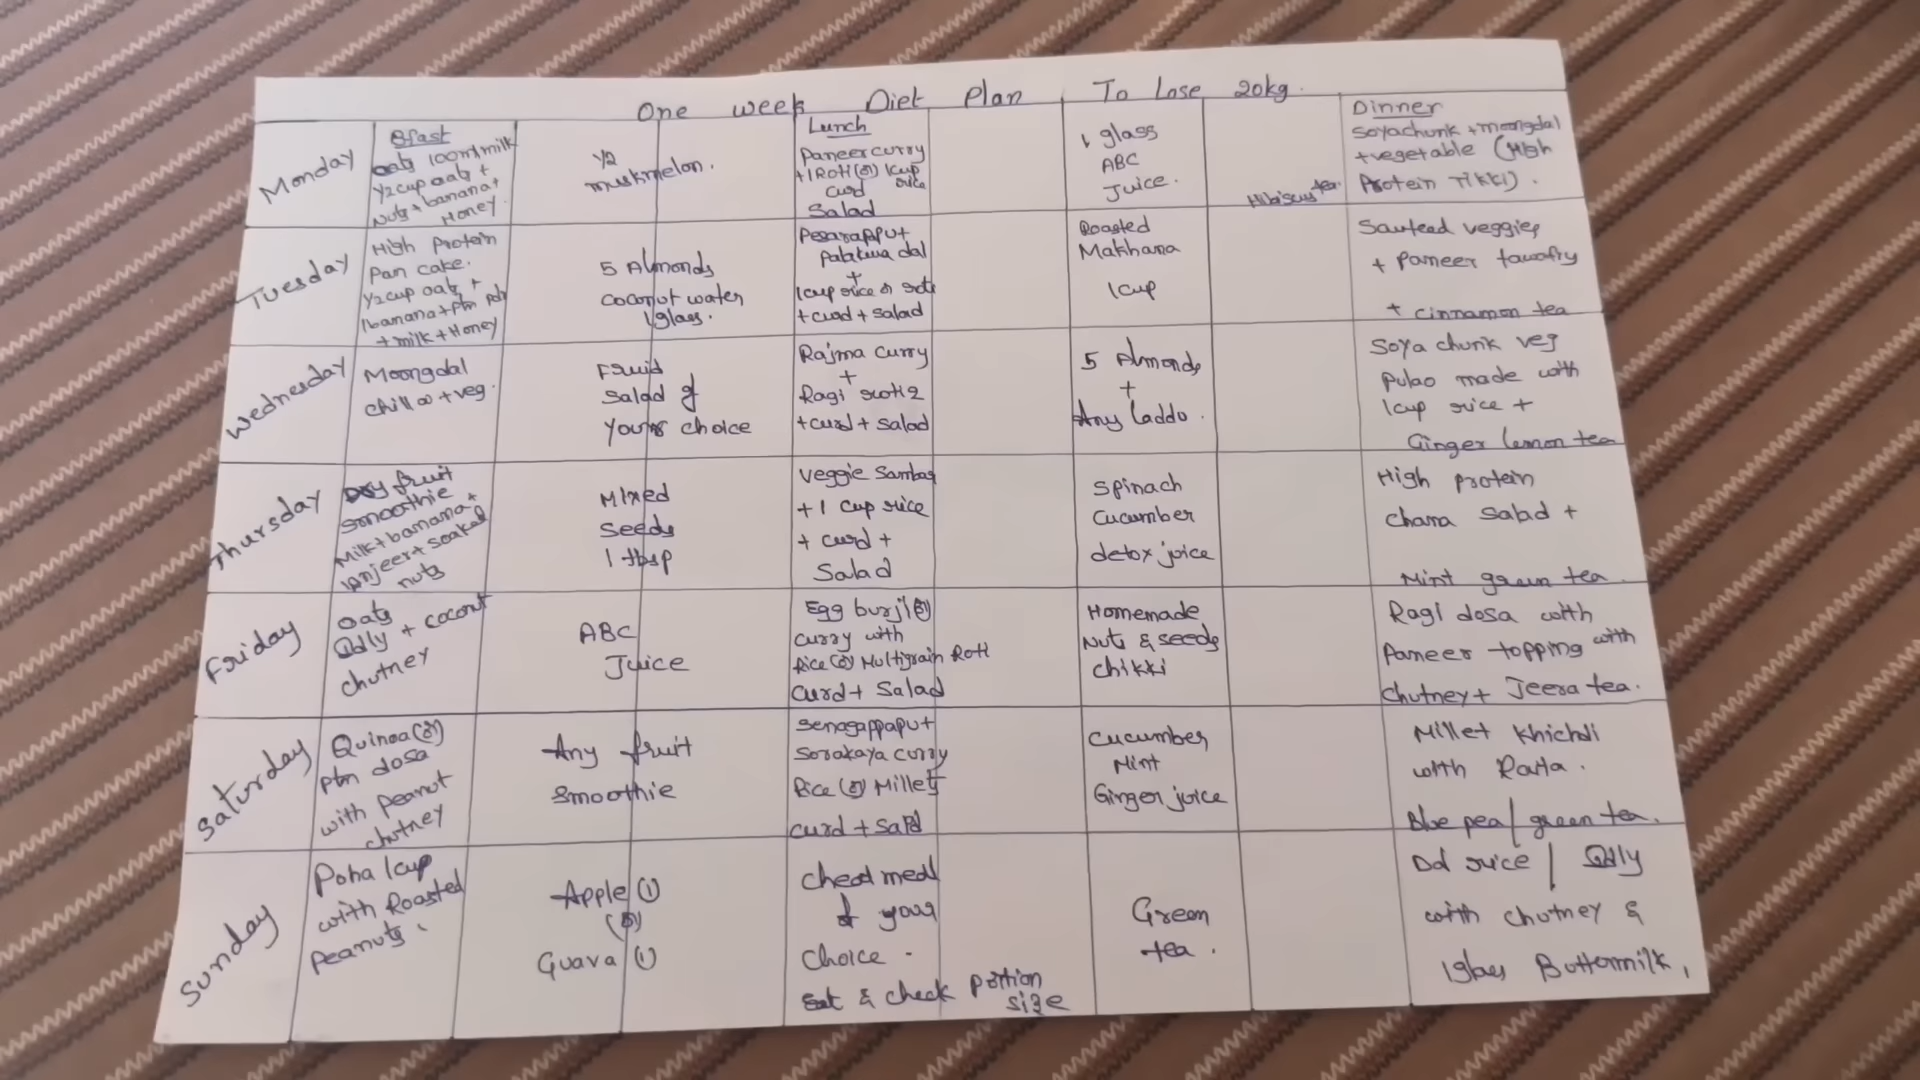 One week Diet Plan To Lose 20kg.
Monday
Bfast
oats 100ml milk
1/2 cup oats +
Nuts + banana +
Honey.
1/2
muskmelon.
Lunch
Paneer curry
+ 1 Roti (or) 1 cup rice
curd
Salad
1 glass
ABC
Juice.
Hibiscus tea.
Dinner
Soyachunk + moongdal
+ vegetable (High
Protein Tikki).
Tuesday
High Protein
Pan cake.
1/2 cup oats +
1 banana + Ptn pdr
+ milk + Honey
5 Almonds
Coconut water
1 glass.
Pesarappu +
Palakura dal
+
1 cup rice or roti
+ curd + salad
Roasted
Makhana
1 cup
Sauteed veggies
+ Paneer tawafry
+ cinnamon tea
Wednesday
Moongdal
chilla + veg.
Fruit
Salad of
your choice
Rajma curry
+
Ragi roti 2
+ curd + salad
5 Almonds
+
Any laddo.
Soya chunk veg
pulao made with
1 cup rice +
Ginger lemon tea
Thursday
Dry fruit
smoothie
Milk + banana +
1 anjeer + soaked
nuts
Mixed
Seeds
1 tbsp
Veggie Sambar
+ 1 cup rice
+ curd +
Salad
Spinach
Cucumber
detox juice
High protein
Chana Salad +
Mint green tea.
Friday
Oats
Idly + coconut
chutney
ABC
Juice
Egg burji (or)
curry with
Rice (or) Multigrain Roti
Curd + Salad
Homemade
Nuts & seeds
Chikki
Ragi dosa with
Paneer topping with
Chutney + Jeera tea.
Saturday
Quinoa (or)
Ptn dosa
with peanut
chutney
Any fruit
Smoothie
Senagappapu +
Sorakaya curry
Rice (or) Millets
Curd + Salad
Cucumber
Mint
Ginger juice
Millet Khichdi
with Raita.
Blue pea / green tea.
Sunday
Poha 1 cup
with Roasted
Peanuts.
Apple (1)
(or)
Guava (1)
Cheat meal
of your
Choice.
Eat & check portion
size
Green
tea.
Dal rice / Idly
with chutney &
1 glass Buttermilk,